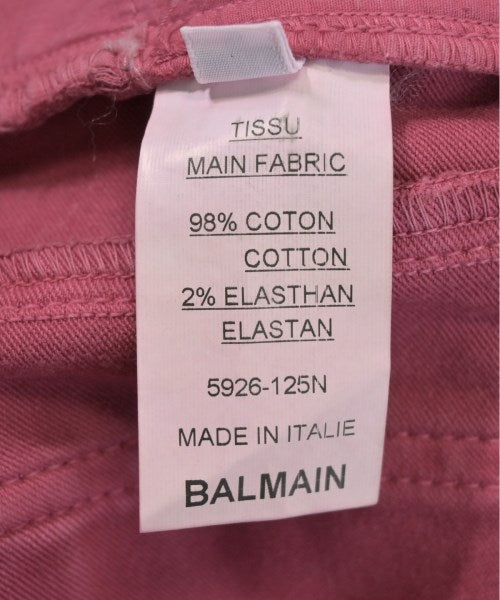 TISSU
MAIN FABRIC
98% COTON
COTTON
2% ELASTHAN
ELASTAN
5926-125N
MADE IN ITALIE
BALMAIN